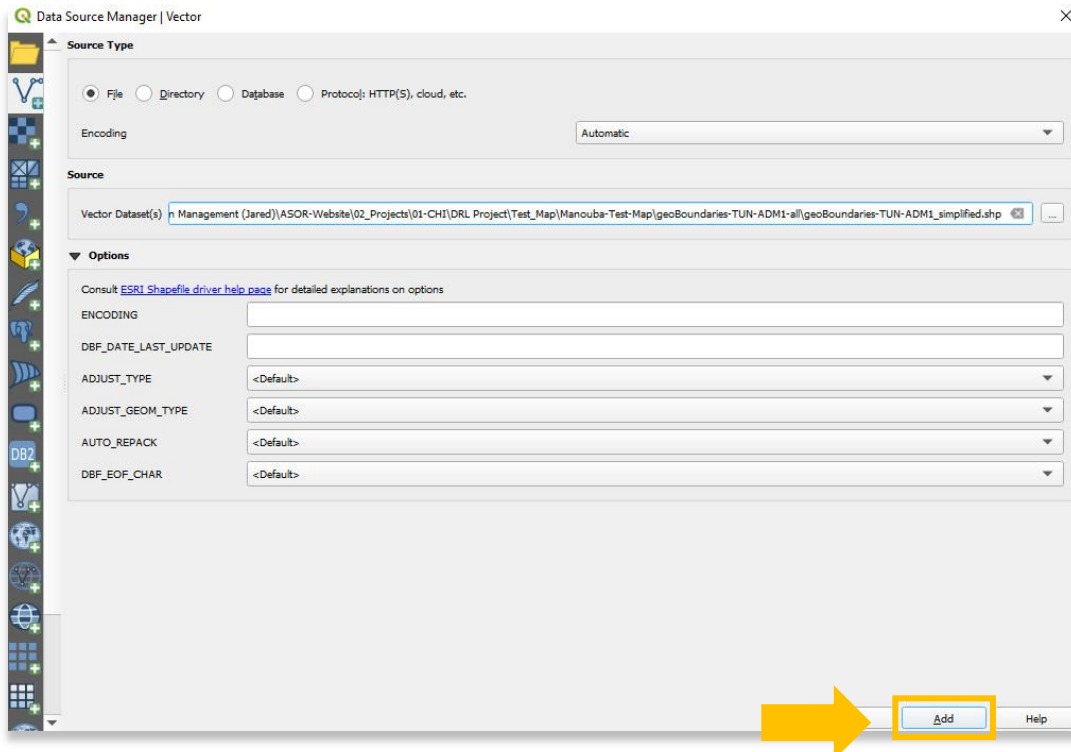 Data Source Manager | Vector
Source Type
File Directory Database Protocol: HTTP(S), cloud, etc.
Encoding Automatic
Source
Vector Dataset(s) n Management (Jared)\ASOR-Website\02_Projects\01-CHI\DRL Project\Test_Map\Manouba-Test-Map\geoBoundaries-TUN-ADM1-all\geoBoundaries-TUN-ADM1_simplified.shp ...
Options
Consult ESRI Shapefile driver help page for detailed explanations on options
ENCODING
DBF_DATE_LAST_UPDATE
ADJUST_TYPE <Default>
ADJUST_GEOM_TYPE <Default>
AUTO_REPACK <Default>
DBF_EOF_CHAR <Default>
DB2
Add Help